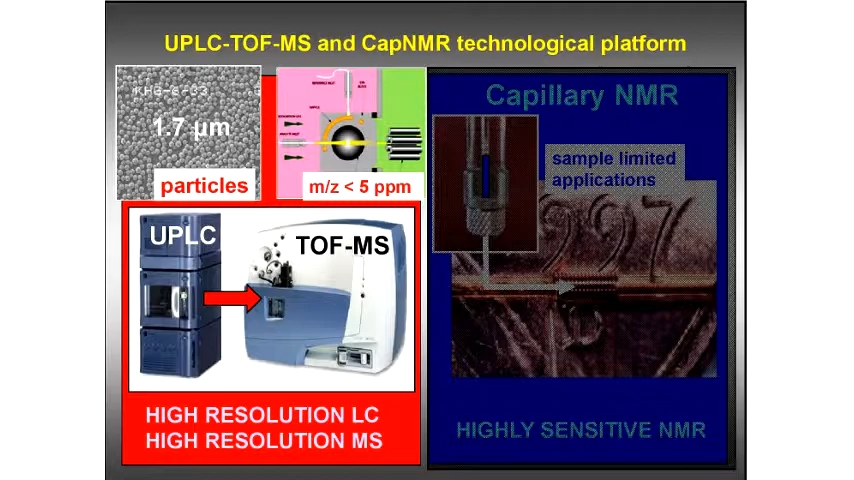 UPLC-TOF-MS and CapNMR technological platform
1.7 µm
particles
m/z < 5 ppm
UPLC
TOF-MS
HIGH RESOLUTION LC
HIGH RESOLUTION MS
Capillary NMR
sample limited
applications
HIGHLY SENSITIVE NMR